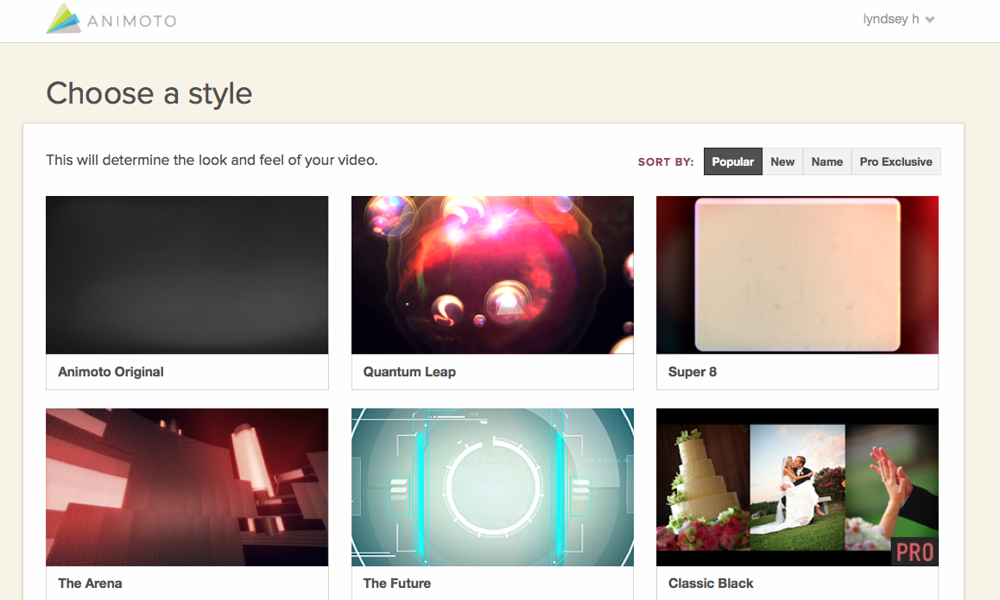 ANIMOTO
lyndsey h
Choose a style
This will determine the look and feel of your video.
SORT BY: Popular New Name Pro Exclusive
Animoto Original
Quantum Leap
Super 8
PRO
The Arena
The Future
Classic Black